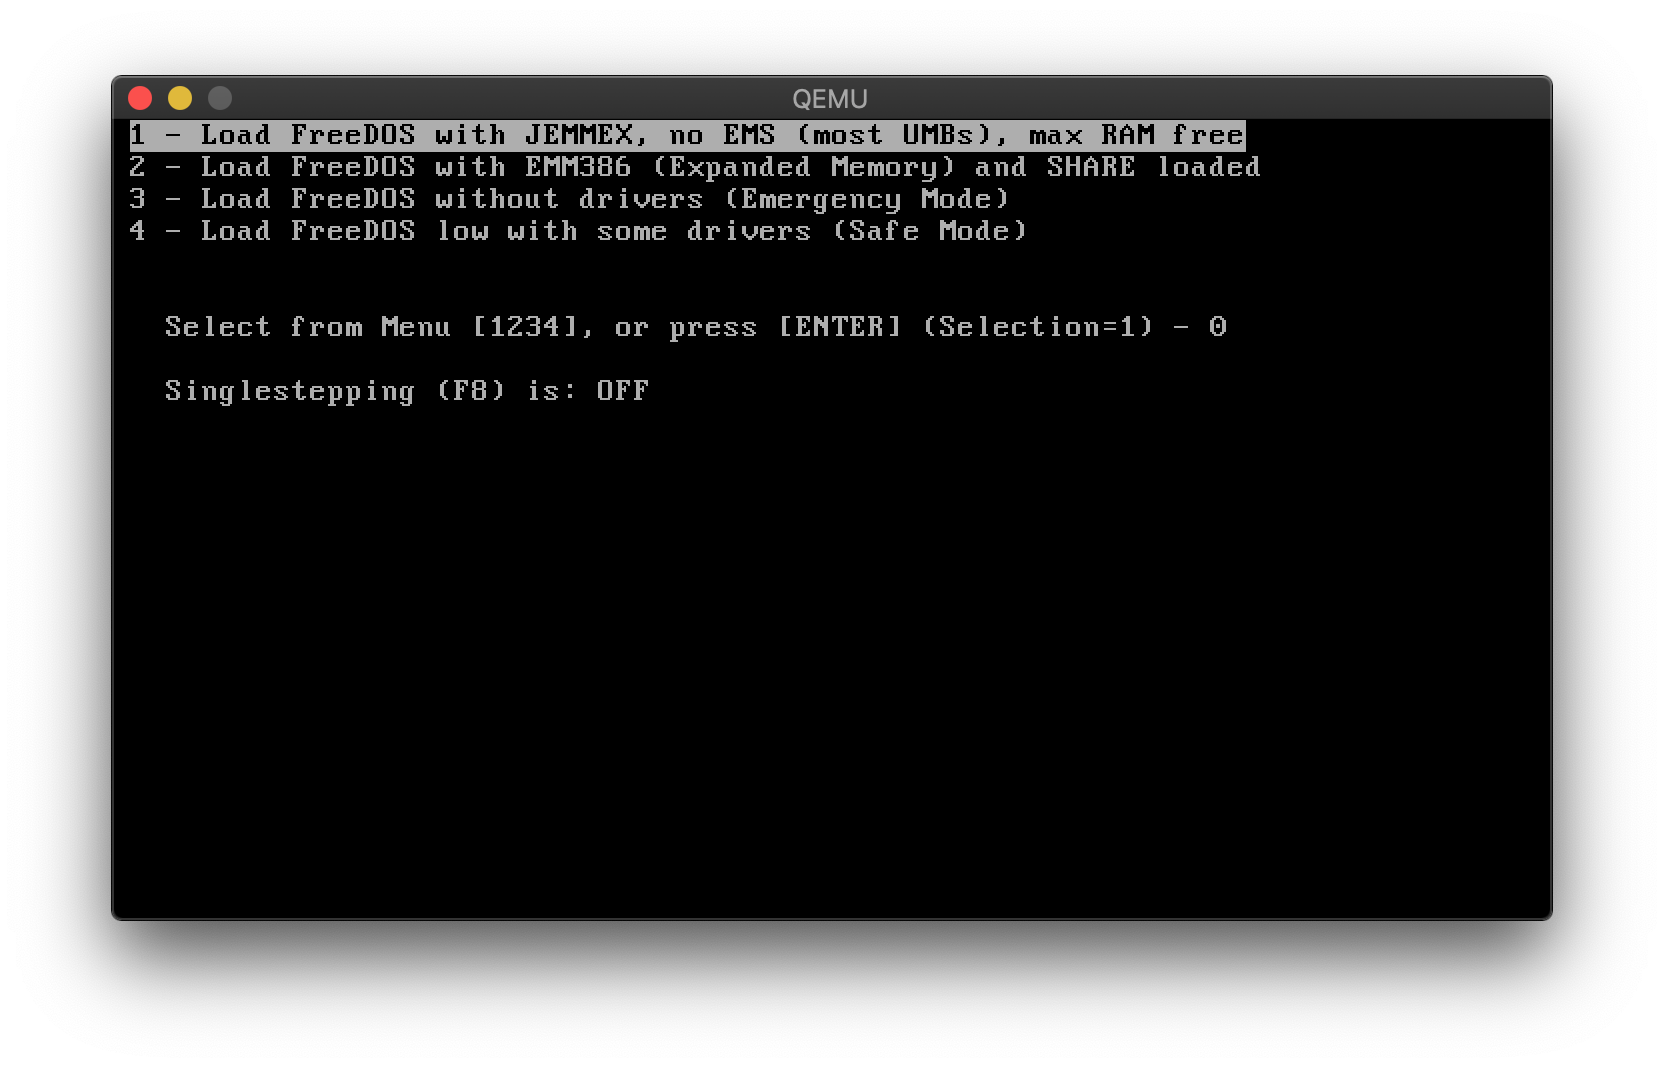 QEMU
1 - Load FreeDOS with JEMMEX, no EMS (most UMBs), max RAM free
2 - Load FreeDOS with EMM386 (Expanded Memory) and SHARE loaded
3 - Load FreeDOS without drivers (Emergency Mode)
4 - Load FreeDOS low with some drivers (Safe Mode)
Select from Menu [1234], or press [ENTER] (Selection=1) - 0
Singlestepping (F8) is: OFF